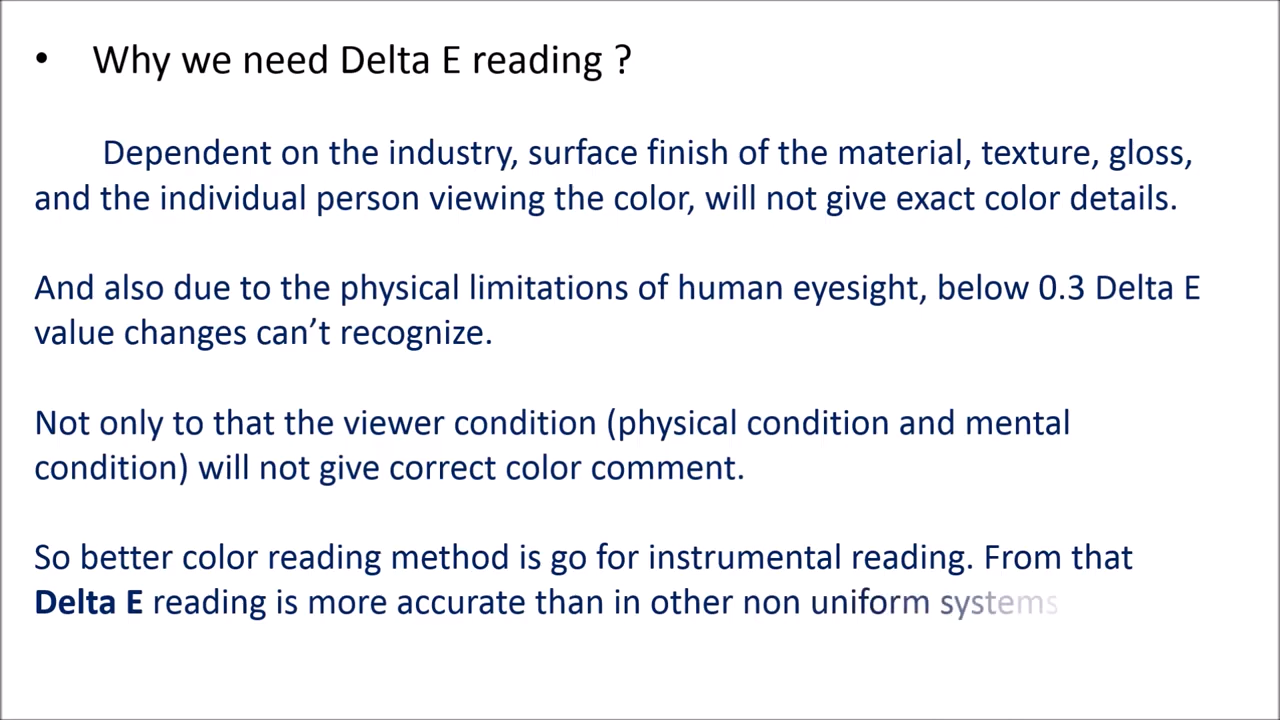 • Why we need Delta E reading ?
Dependent on the industry, surface finish of the material, texture, gloss,
and the individual person viewing the color, will not give exact color details.
And also due to the physical limitations of human eyesight, below 0.3 Delta E
value changes can’t recognize.
Not only to that the viewer condition (physical condition and mental
condition) will not give correct color comment.
So better color reading method is go for instrumental reading. From that
Delta E reading is more accurate than in other non uniform systems